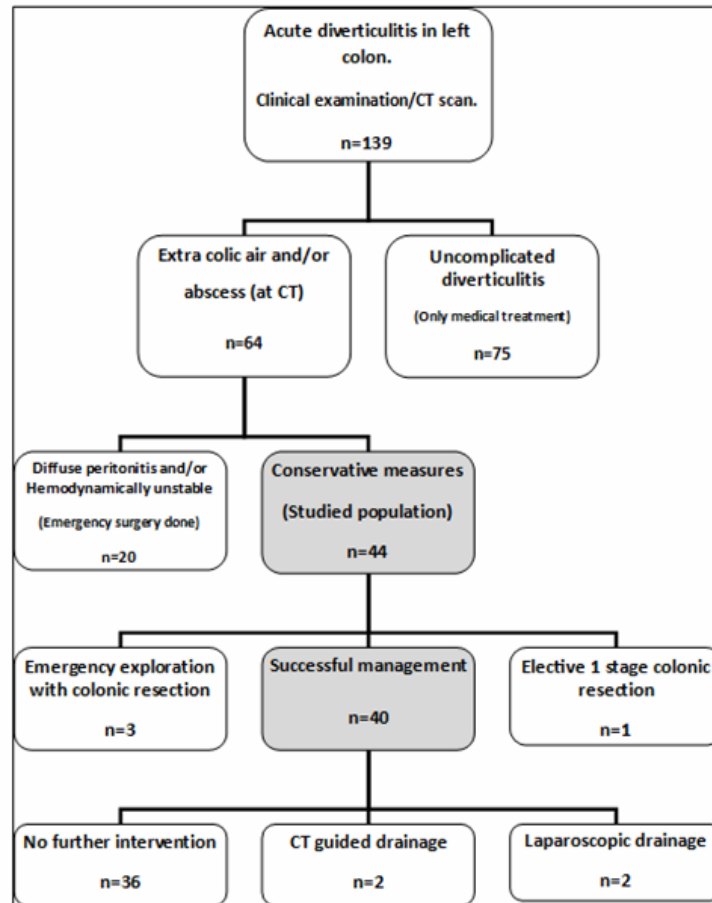 Acute diverticulitis in left
colon.
Clinical examination/CT scan.
n=139
Extra colic air and/or
abscess (at CT)
n=64
Uncomplicated
diverticulitis
(Only medical treatment)
n=75
Diffuse peritonitis and/or
Hemodynamically unstable
(Emergency surgery done)
n=20
Conservative measures
(Studied population)
n=44
Emergency exploration
with colonic resection
n=3
Successful management
n=40
Elective 1 stage colonic
resection
n=1
No further intervention
n=36
CT guided drainage
n=2
Laparoscopic drainage
n=2